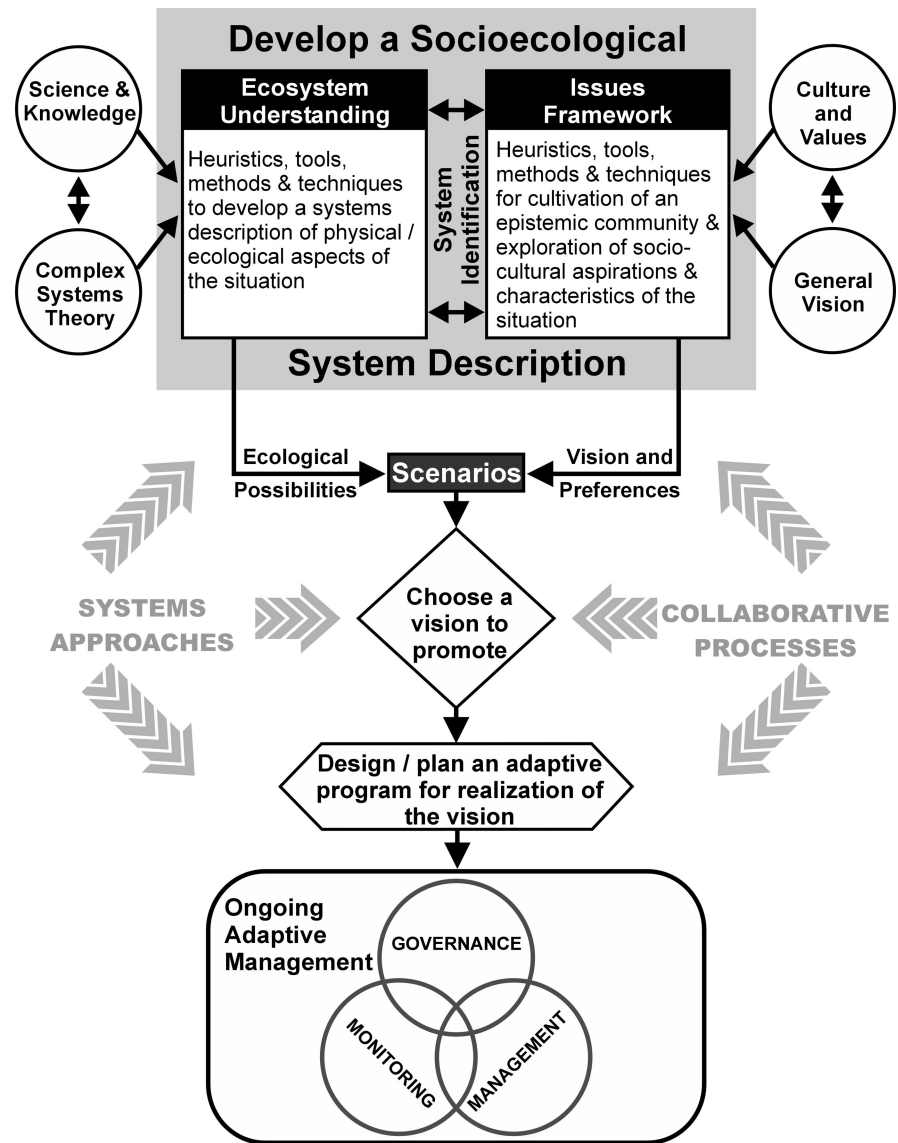 Develop a Socioecological
Science &
Knowledge
Complex
Systems
Theory
Ecosystem
Understanding
Heuristics, tools,
methods & techniques
to develop a systems
description of physical /
ecological aspects of
the situation
System
Identification
Issues
Framework
Heuristics, tools,
methods & techniques
for cultivation of an
epistemic community &
exploration of socio-
cultural aspirations &
characteristics of the
situation
Culture
and
Values
General
Vision
System Description
Ecological
Possibilities
Scenarios
Vision and
Preferences
SYSTEMS
APPROACHES
Choose a
vision to
promote
COLLABORATIVE
PROCESSES
Design / plan an adaptive
program for realization of
the vision
Ongoing
Adaptive
Management
GOVERNANCE
MONITORING
MANAGEMENT